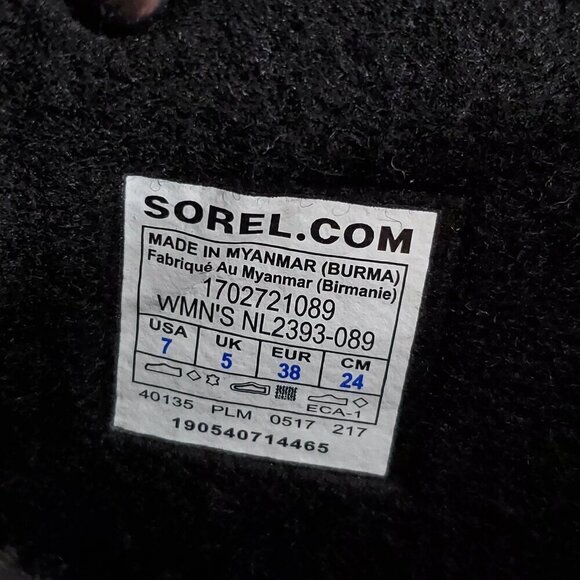 SOREL.COM
MADE IN MYANMAR (BURMA)
Fabriqué Au Myanmar (Birmanie)
1702721089
WMN'S NL2393-089
USA UK EUR CM
7 5 38 24
ECA-1
40135 PLM 0517 217
190540714465